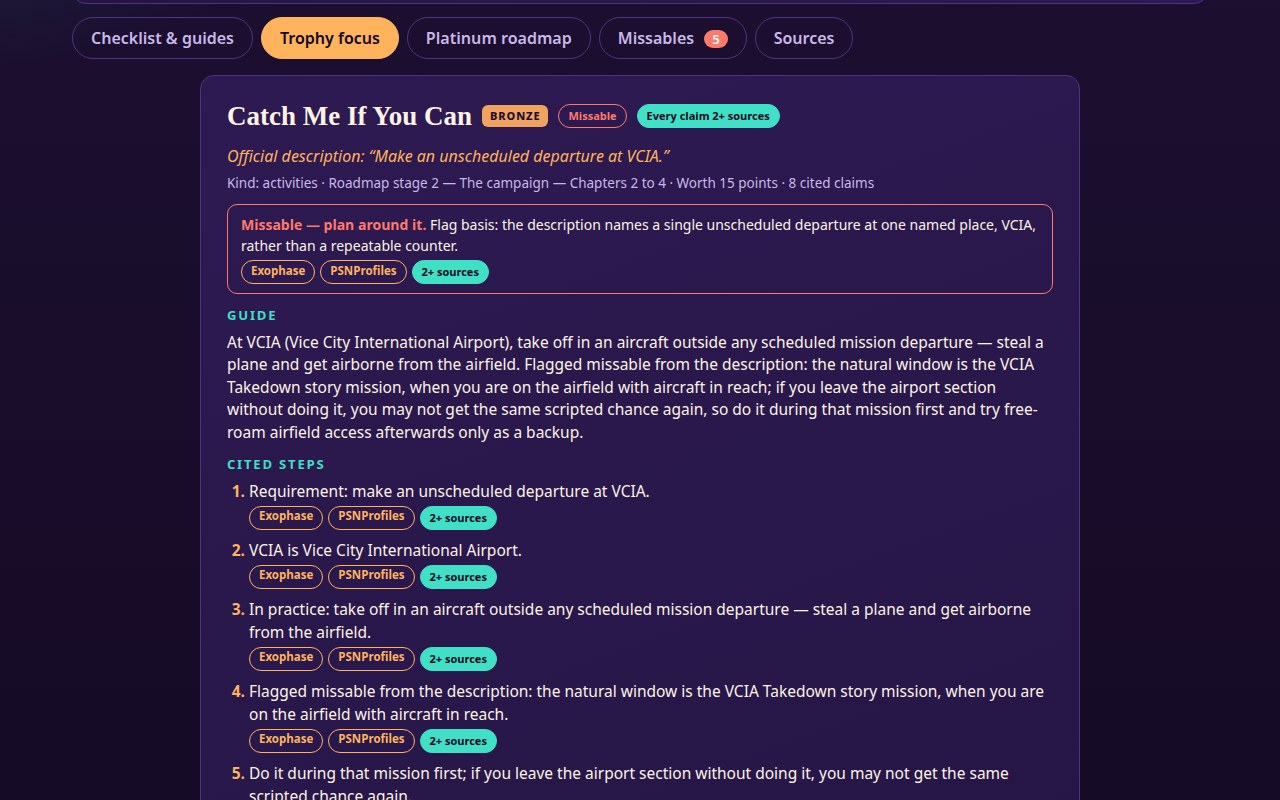 Checklist & guides
Trophy focus
Platinum roadmap
Missables 5
Sources
Catch Me If You Can BRONZE Missable Every claim 2+ sources
Official description: “Make an unscheduled departure at VCIA.”
Kind: activities · Roadmap stage 2 — The campaign — Chapters 2 to 4 · Worth 15 points · 8 cited claims
Missable — plan around it. Flag basis: the description names a single unscheduled departure at one named place, VCIA,
rather than a repeatable counter.
Exophase PSNProfiles 2+ sources
GUIDE
At VCIA (Vice City International Airport), take off in an aircraft outside any scheduled mission departure — steal a
plane and get airborne from the airfield. Flagged missable from the description: the natural window is the VCIA
Takedown story mission, when you are on the airfield with aircraft in reach; if you leave the airport section
without doing it, you may not get the same scripted chance again, so do it during that mission first and try free-
roam airfield access afterwards only as a backup.
CITED STEPS
1. Requirement: make an unscheduled departure at VCIA.
Exophase PSNProfiles 2+ sources
2. VCIA is Vice City International Airport.
Exophase PSNProfiles 2+ sources
3. In practice: take off in an aircraft outside any scheduled mission departure — steal a plane and get airborne
from the airfield.
Exophase PSNProfiles 2+ sources
4. Flagged missable from the description: the natural window is the VCIA Takedown story mission, when you are
on the airfield with aircraft in reach.
Exophase PSNProfiles 2+ sources
5. Do it during that mission first; if you leave the airport section without doing it, you may not get the same
scripted chance again.